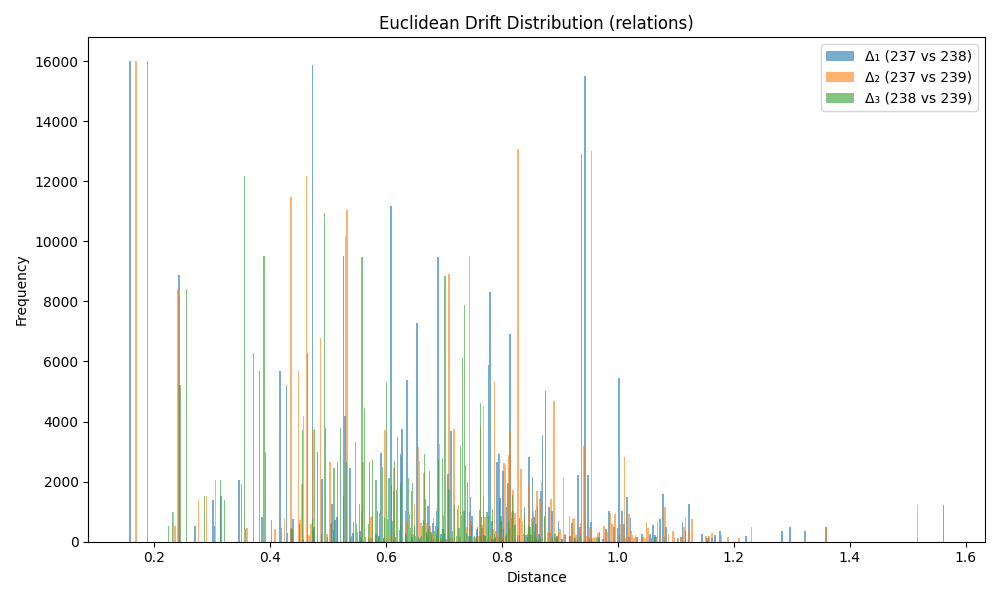 Euclidean Drift Distribution (relations)
Δ₁ (237 vs 238)
Δ₂ (237 vs 239)
Δ₃ (238 vs 239)
16000
14000
12000
10000
8000
6000
4000
2000
0
Frequency
0.2 0.4 0.6 0.8 1.0 1.2 1.4 1.6
Distance